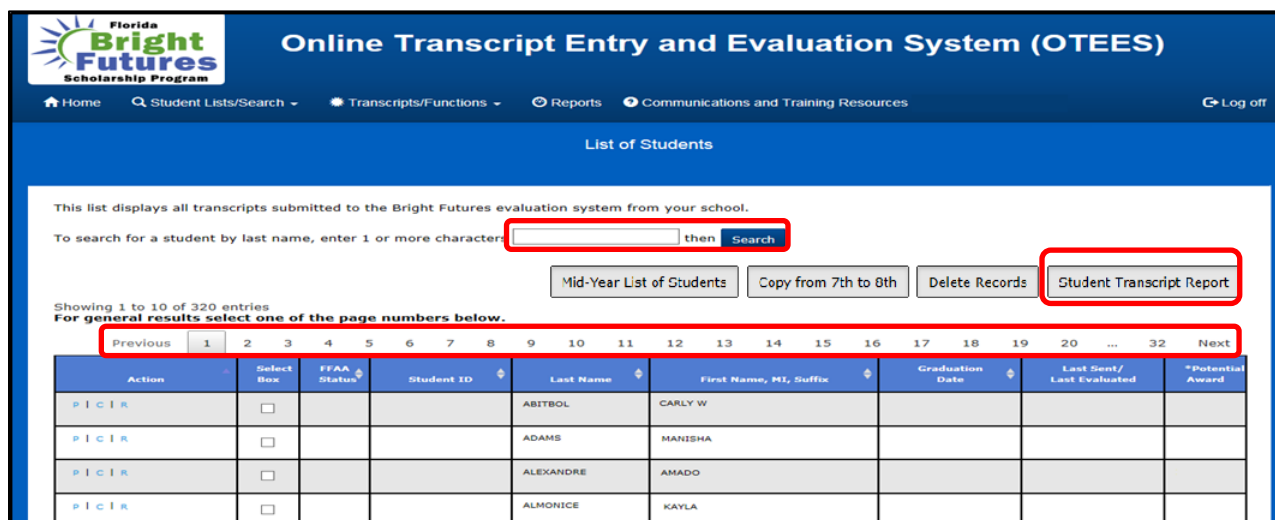 Florida
Bright
Futures
Scholarship Program
Online Transcript Entry and Evaluation System (OTEES)
Home Student Lists/Search Transcripts/Functions Reports Communications and Training Resources Log off
List of Students
This list displays all transcripts submitted to the Bright Futures evaluation system from your school.
To search for a student by last name, enter 1 or more characters then Search
Mid-Year List of Students Copy from 7th to 8th Delete Records Student Transcript Report
Showing 1 to 10 of 320 entries
For general results select one of the page numbers below.
Previous 1 2 3 4 5 6 7 8 9 10 11 12 13 14 15 16 17 18 19 20 ... 32 Next
Action Select Box FFAA Status Student ID Last Name First Name, MI, Suffix Graduation Date Last Sent/ Last Evaluated *Potential Award
P | C | R ABITBOL CARLY W
P | C | R ADAMS MANISHA
P | C | R ALEXANDRE AMADO
P | C | R ALMONICE KAYLA